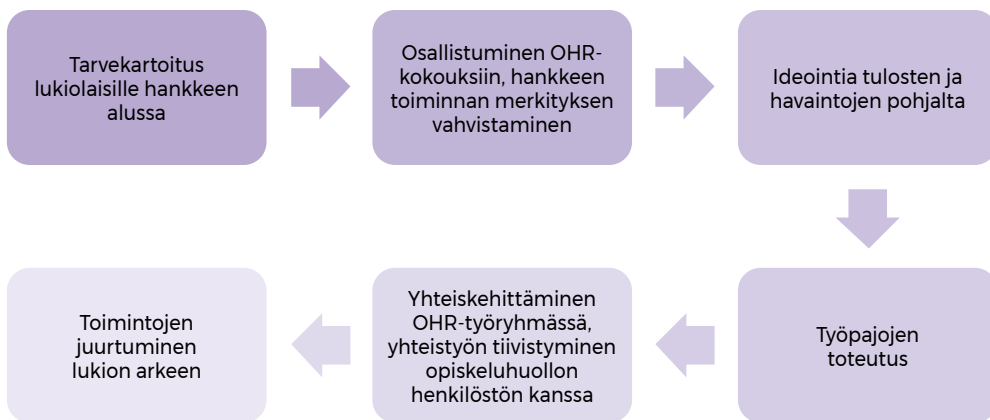 Tarvekartoitus
lukiolaisille hankkeen
alussa
Osallistuminen OHR-
kokouksiin, hankkeen
toiminnan merkityksen
vahvistaminen
Ideointia tulosten ja
havaintojen pohjalta
Työpajojen
toteutus
Yhteiskehittäminen
OHR-työryhmässä,
yhteistyön tiivistyminen
opiskeluhuollon
henkilöstön kanssa
Toimintojen
juurtuminen
lukion arkeen